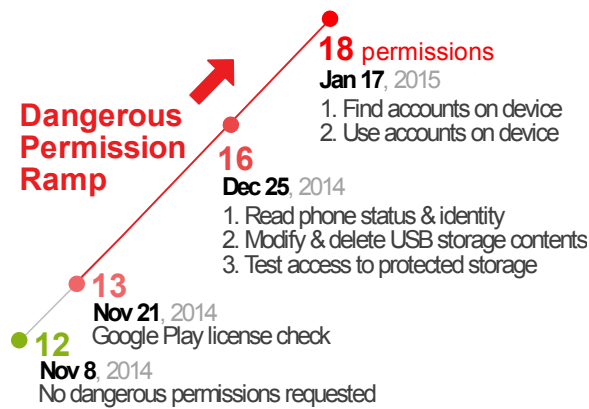 18 permissions
Jan 17, 2015
1. Find accounts on device
2. Use accounts on device
Dangerous
Permission
Ramp
16
Dec 25, 2014
1. Read phone status & identity
2. Modify & delete USB storage contents
3. Test access to protected storage
13
Nov 21, 2014
Google Play license check
12
Nov 8, 2014
No dangerous permissions requested